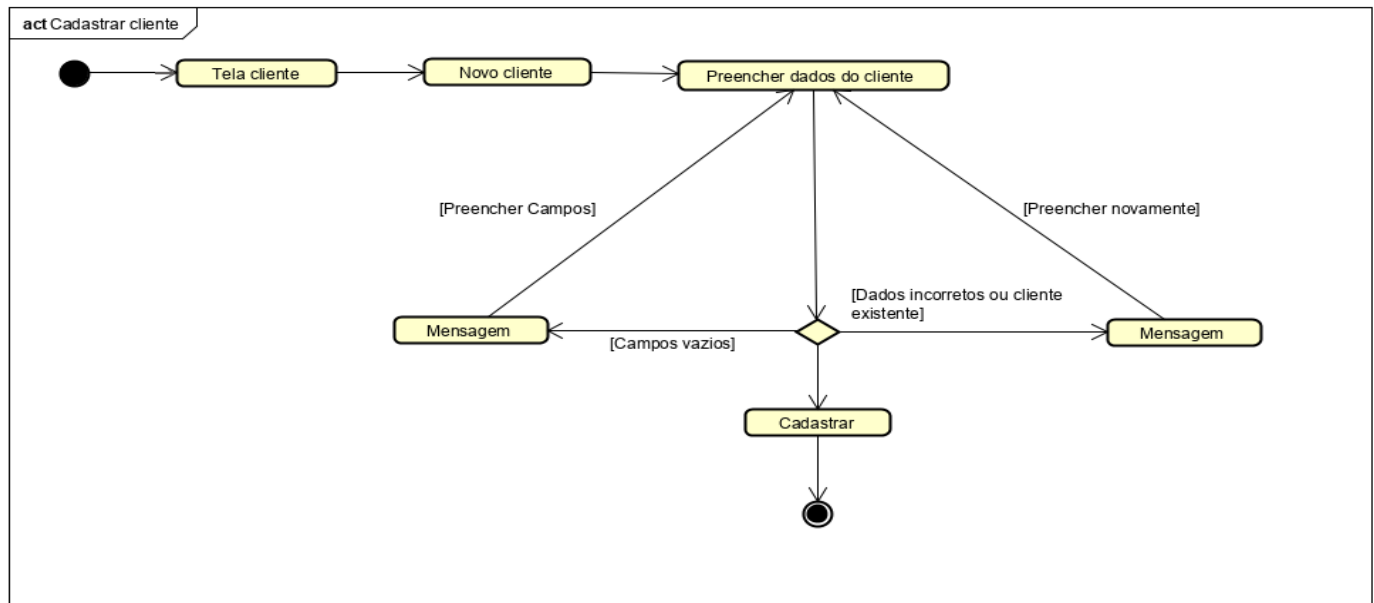 act Cadastrar cliente
Tela cliente
Novo cliente
Preencher dados do cliente
[Preencher Campos]
[Preencher novamente]
[Dados incorretos ou cliente
existente]
Mensagem
[Campos vazios]
Mensagem
Cadastrar